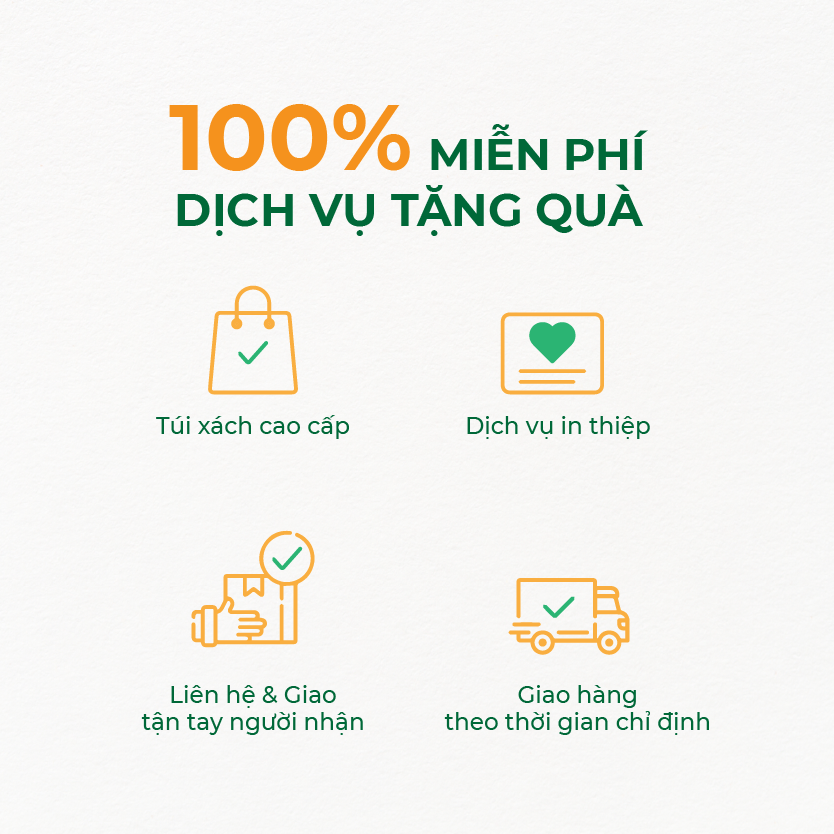 100% MIỄN PHÍ
DỊCH VỤ TẶNG QUÀ
Túi xách cao cấp
Dịch vụ in thiệp
Liên hệ & Giao
tận tay người nhận
Giao hàng
theo thời gian chỉ định